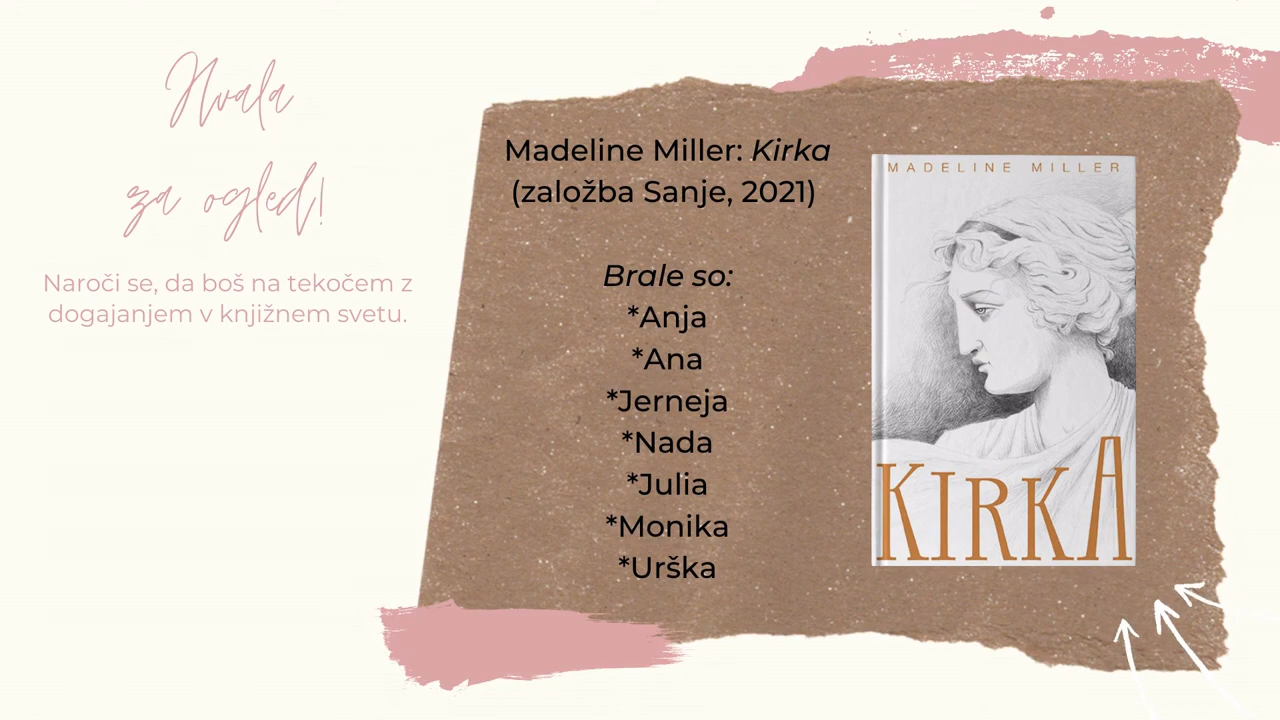 Hvala
za ogled!
Naroči se, da boš na tekočem z
dogajanjem v knjižnem svetu.
Madeline Miller: Kirka
(založba Sanje, 2021)
Brale so:
*Anja
*Ana
*Jerneja
*Nada
*Julia
*Monika
*Urška
MADELINE MILLER
KIRKA